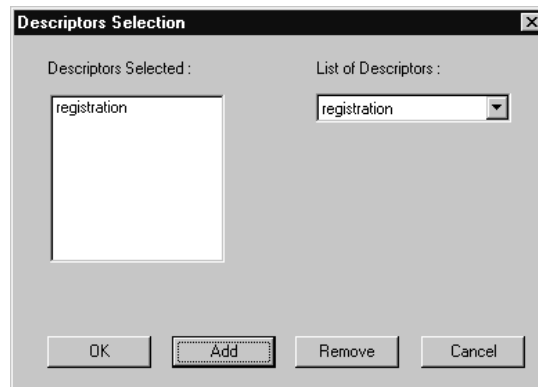 Descriptors Selection
Descriptors Selected :
List of Descriptors :
registration
registration
OK
Add
Remove
Cancel